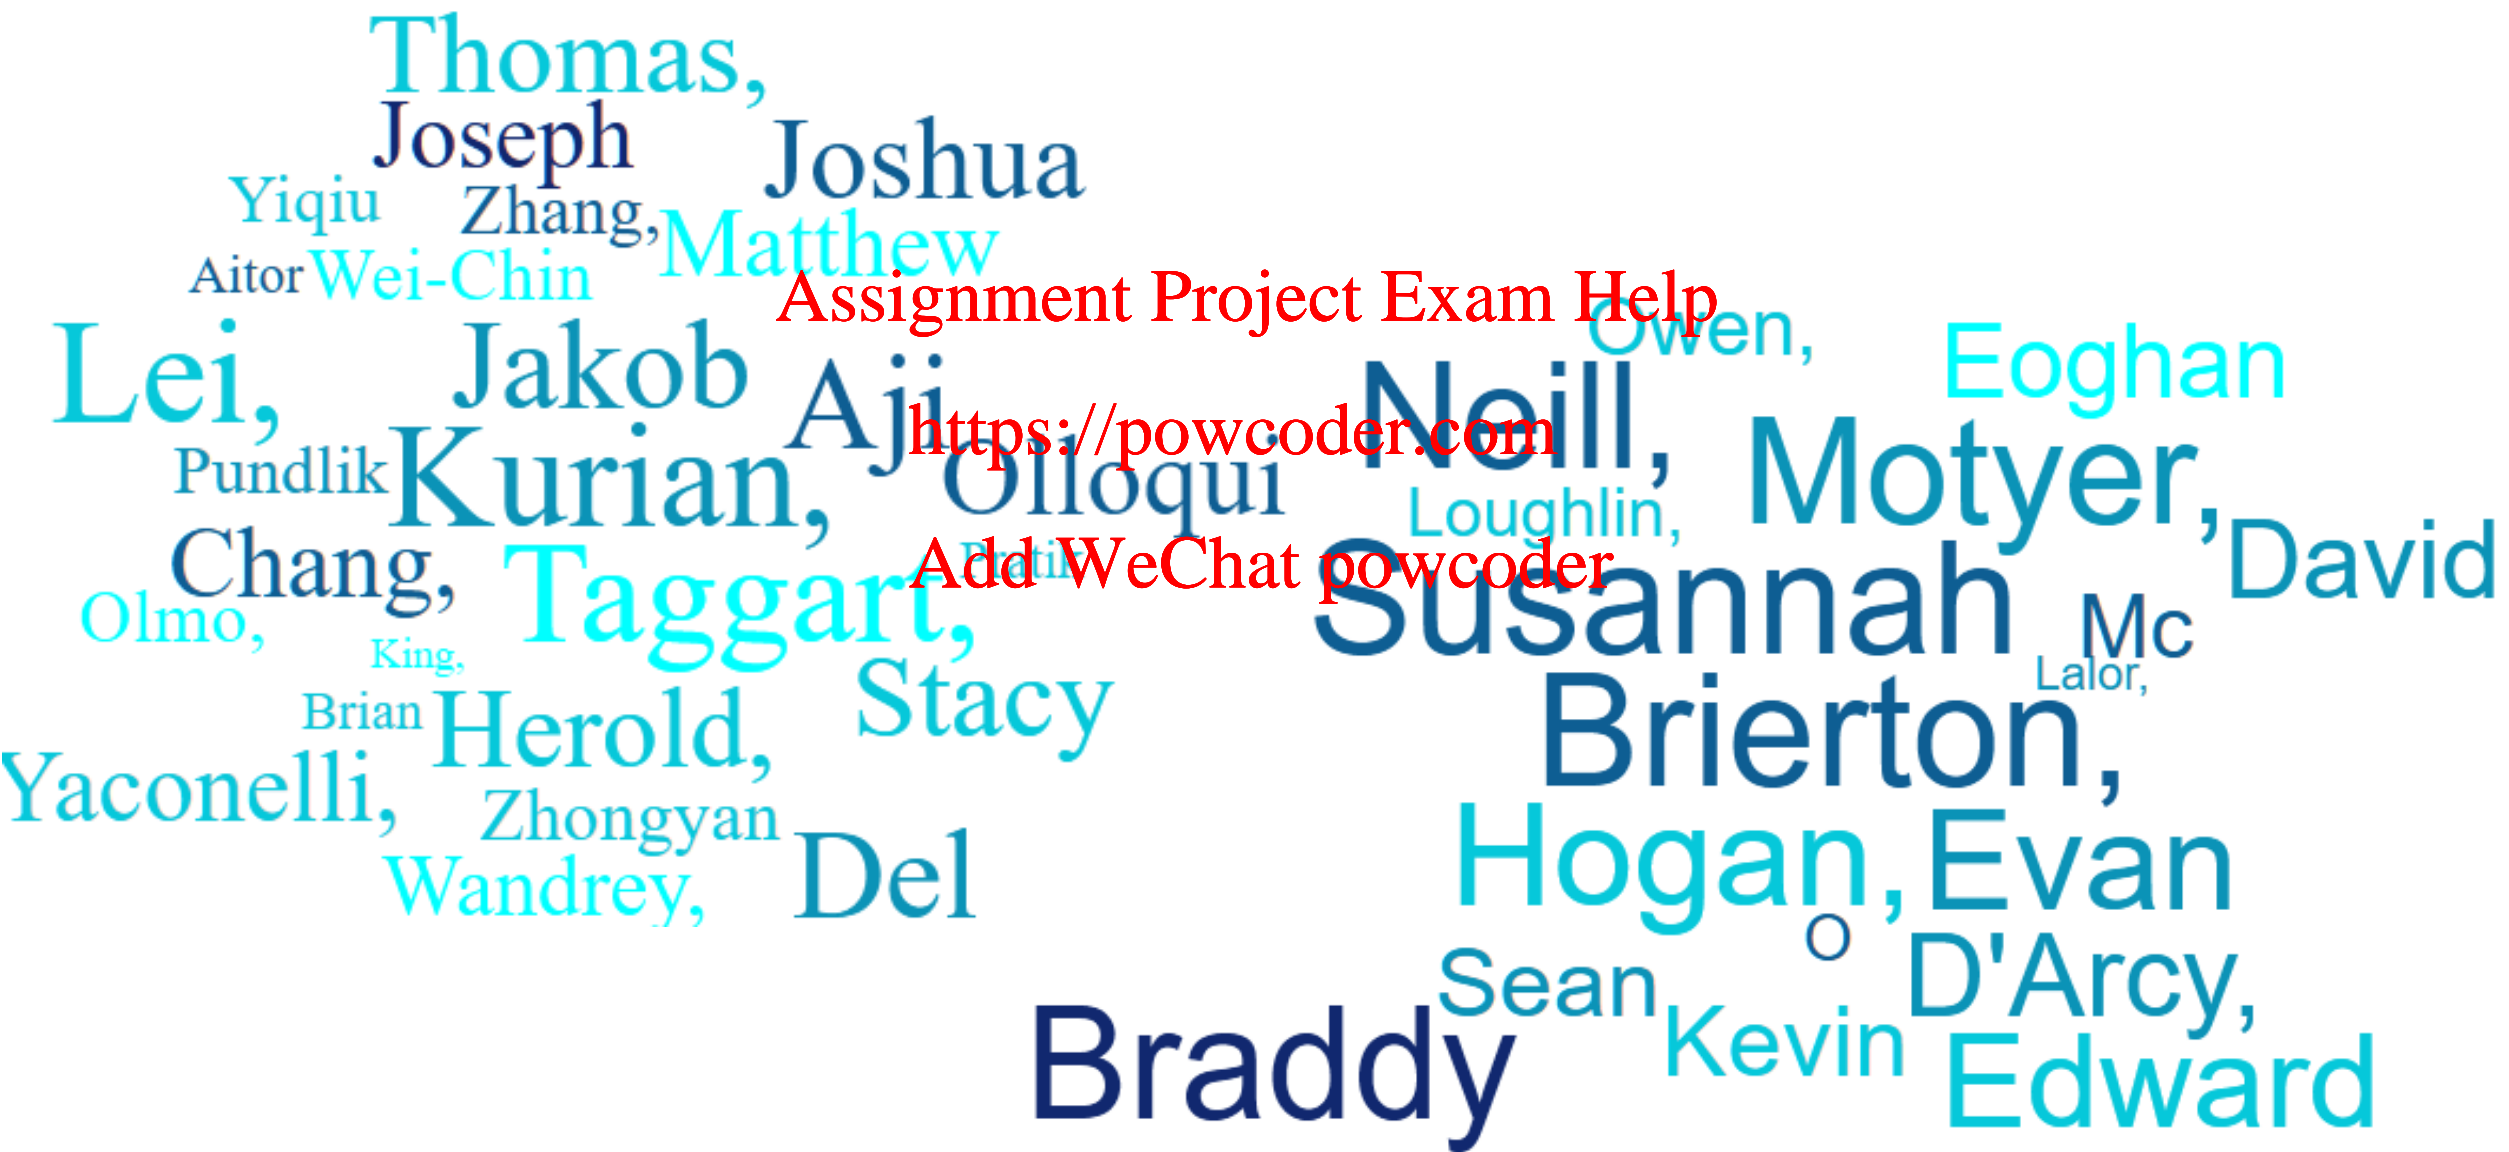 Thomas,
Joseph
Joshua
Yiqiu
Zhang,
Matthew
Aitor
Wei-Chin
Assignment Project Exam Help
Owen,
Eoghan
Lei,
Jakob
Aji
Neill,
https://powcoder.com
Pundlik
Kurian,
Olloqui
Loughlin,
Motyer,
Chang,
Taggart,
Pratik
Add WeChat powcoder
Susannah
David
Olmo,
King,
Mc
Lalor,
Brian
Herold,
Stacy
Brierton,
Yaconelli,
Zhongyan
Wandrey,
Del
Hogan,
Evan
O
Sean
D'Arcy,
Braddy
Kevin
Edward